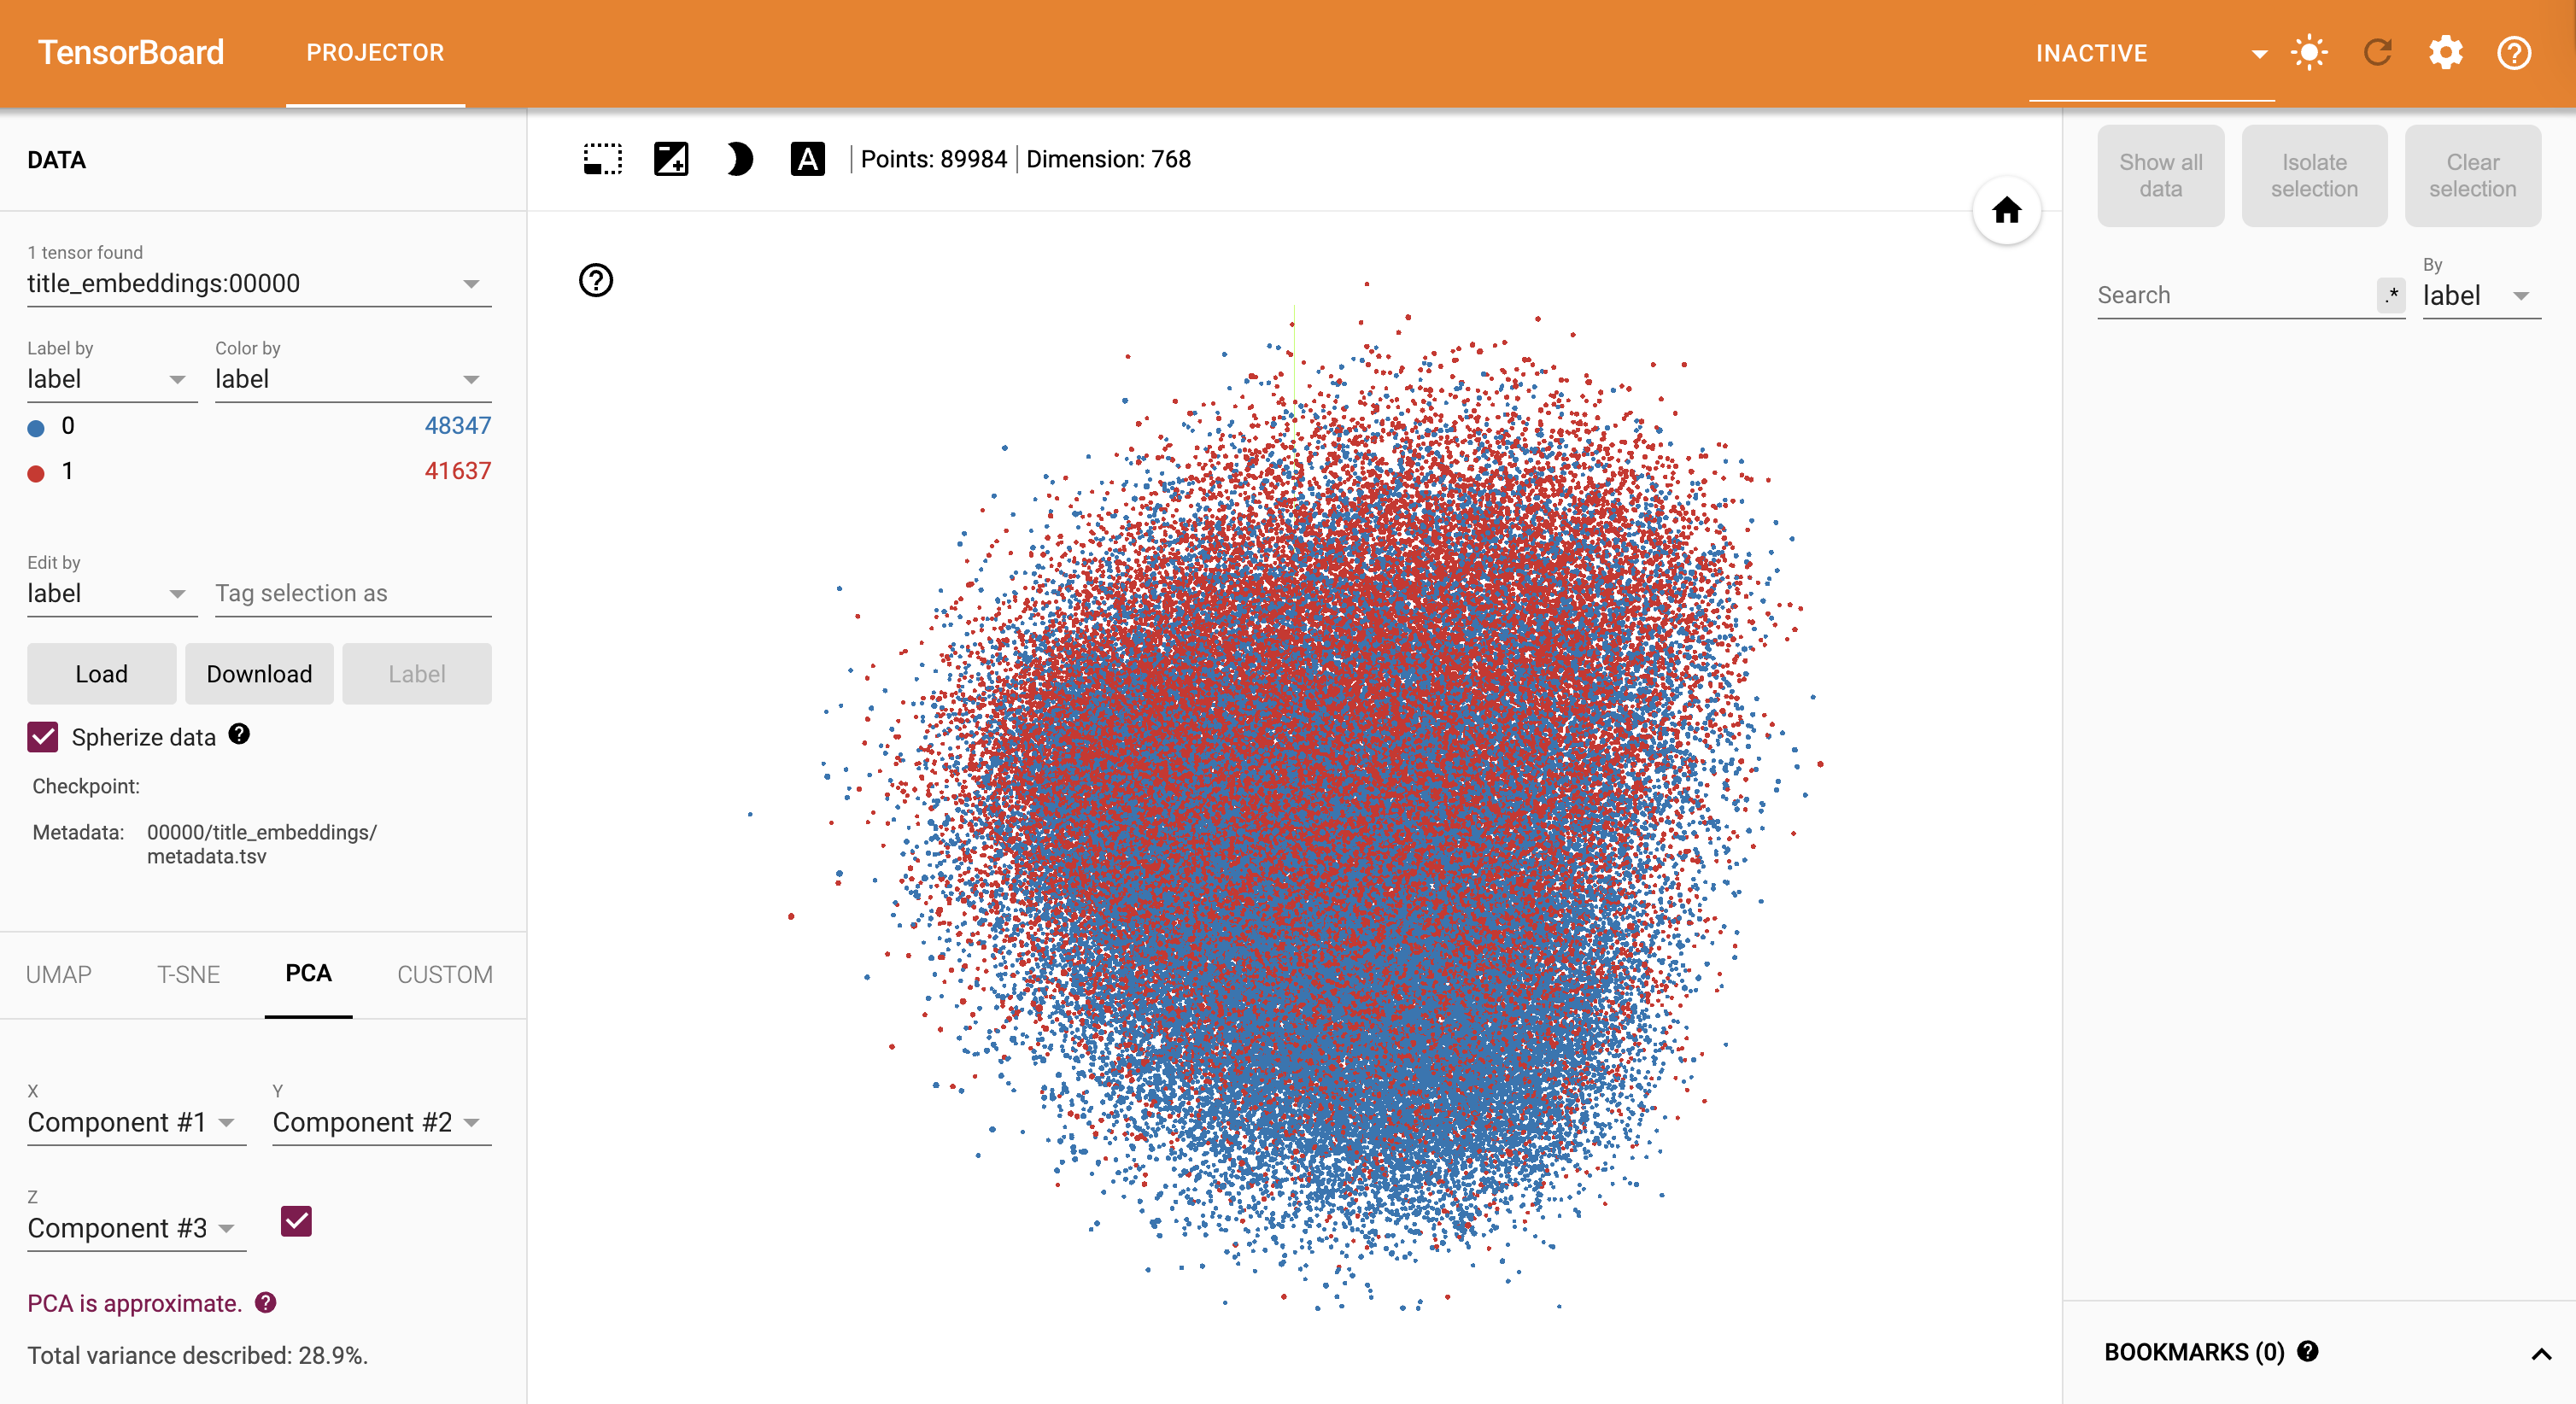 TensorBoard
PROJECTOR
INACTIVE
DATA
1 tensor found
title_embeddings:00000
Label by
Color by
label
label
0 48347
1 41637
Edit by
label
Tag selection as
Load
Download
Label
Spherize data
Checkpoint:
Metadata: 00000/title_embeddings/
metadata.tsv
UMAP
T-SNE
PCA
CUSTOM
X
Y
Component #1
Component #2
Z
Component #3
PCA is approximate.
Total variance described: 28.9%.
A
Points: 89984
Dimension: 768
Show all
data
Isolate
selection
Clear
selection
Search
.*
By
label
BOOKMARKS (0)